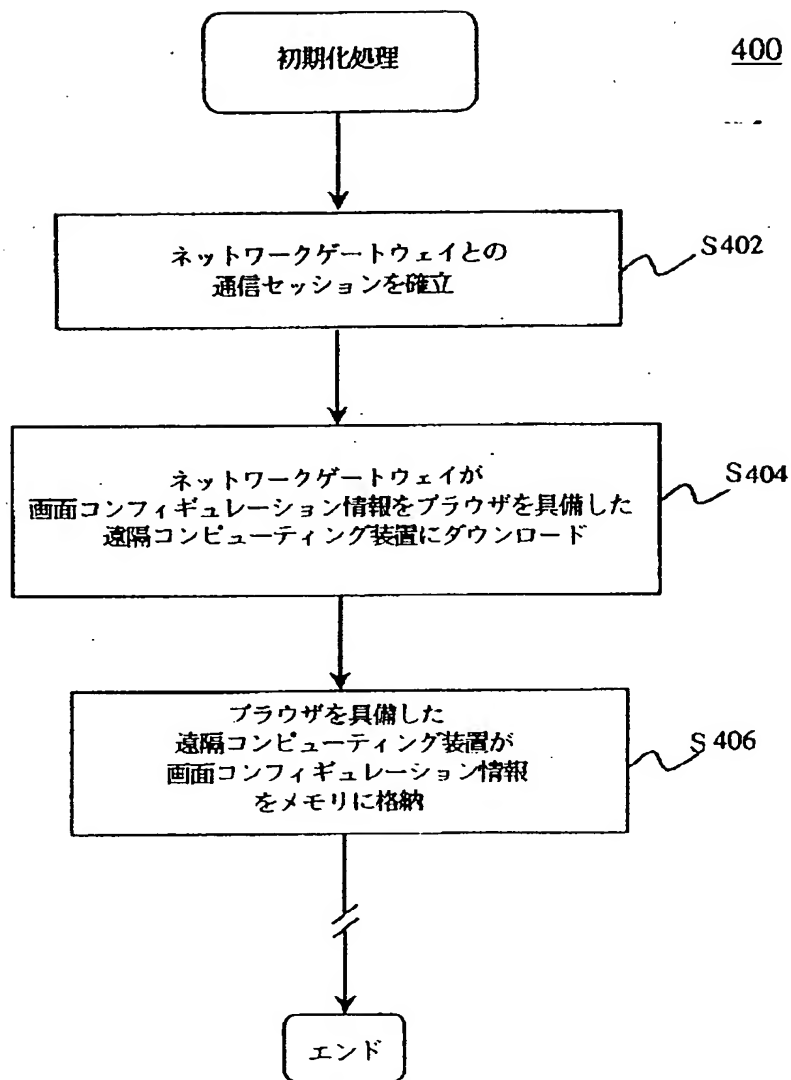 初期化処理
400
ネットワークゲートウェイとの
通信セッションを確立
S402
ネットワークゲートウェイが
画面コンフィギュレーション情報をブラウザを具備した
遠隔コンピューティング装置にダウンロード
S404
ブラウザを具備した
遠隔コンピューティング装置が
画面コンフィギュレーション情報
をメモリに格納
S406
エンド